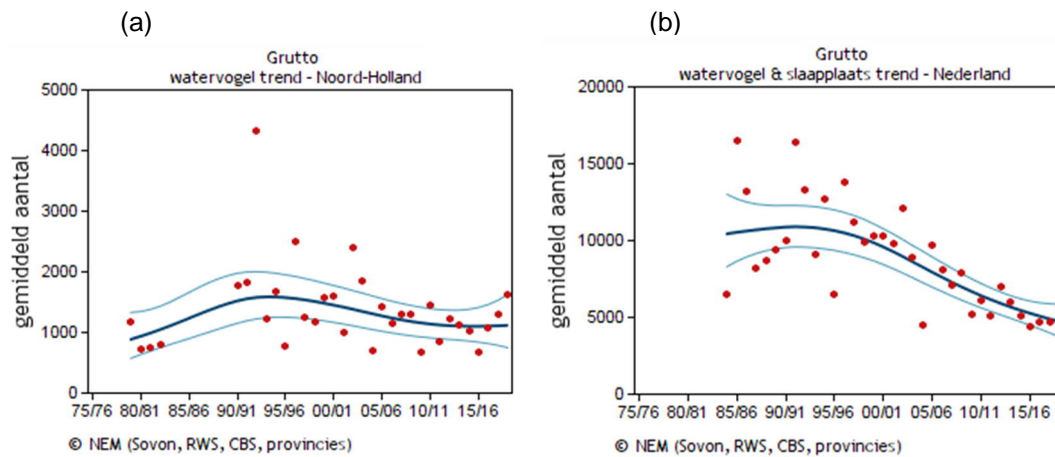 (a)
Grutto
watervogel trend - Noord-Holland
gemiddeld aantal
5000
4000
3000
2000
1000
0
75/76 80/81 85/86 90/91 95/96 00/01 05/06 10/11 15/16
© NEM (Sovon, RWS, CBS, provincies)
(b)
Grutto
watervogel & slaapplaats trend - Nederland
gemiddeld aantal
20000
15000
10000
5000
0
75/76 80/81 85/86 90/91 95/96 00/01 05/06 10/11 15/16
© NEM (Sovon, RWS, CBS, provincies)